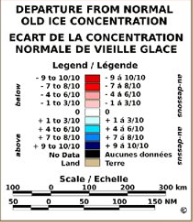 DEPARTURE FROM NORMAL
OLD ICE CONCENTRATION
ECART DE LA CONCENTRATION
NORMALE DE VIEILLE GLACE
Legend / Légende
- 9 to 10/10 - 9 á 10/10
- 7 to 8/10 - 7 á 8/10
- 4 to 6/10 - 4 á 6/10
- 1 to 3/10 - 1 á 3/10
0 0
+ 1 to 3/10 + 1 á 3/10
+ 4 to 6/10 + 4 á 6/10
+ 7 to 8/10 + 7 á 8/10
+ 9 to 10/10 + 9 á 10/10
No Data Aucunes données
Land Terre
below
above
Scale / Echelle
100 0 100 200 300 km
50 0 50 100 150 NM
©